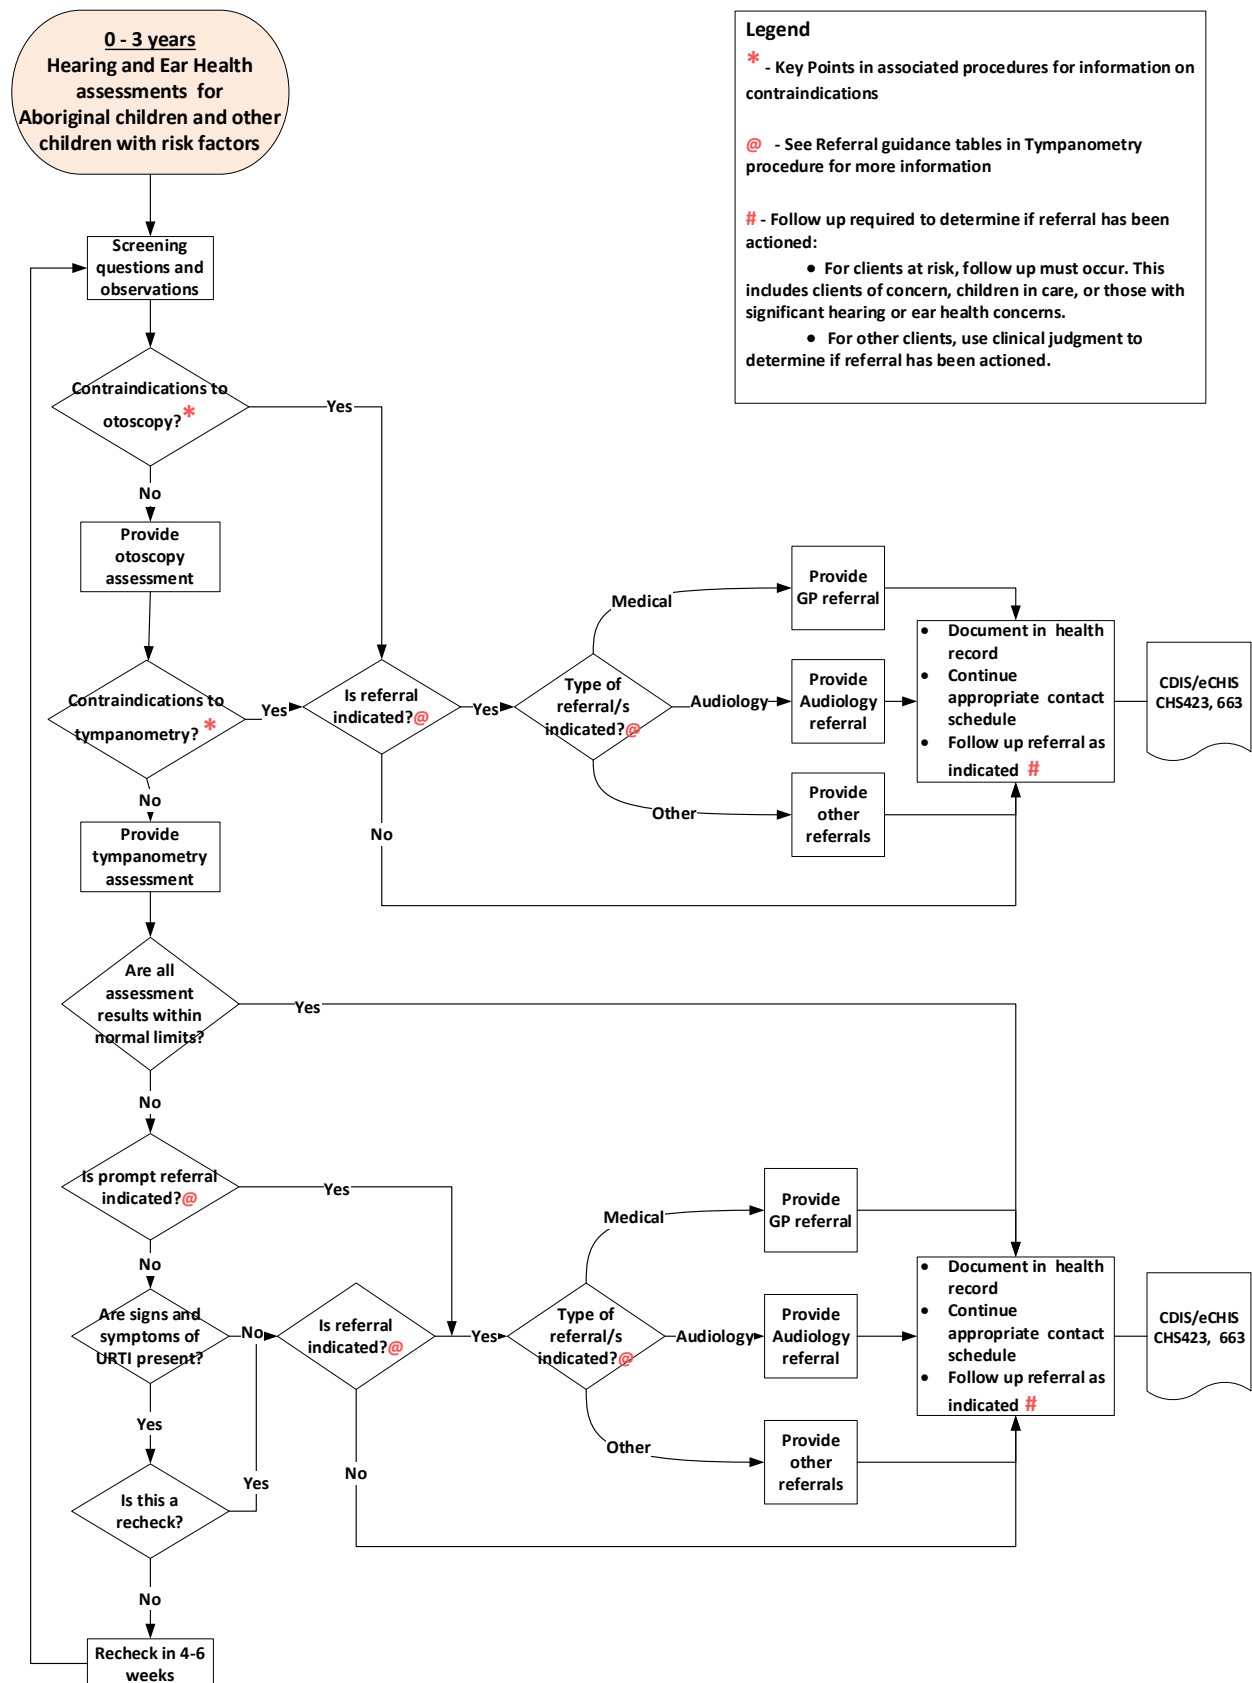 0 - 3 years
Hearing and Ear Health
assessments for
Aboriginal children and other
children with risk factors
Legend
* - Key Points in associated procedures for information on
contraindications
@ - See Referral guidance tables in Tympanometry
procedure for more information
# - Follow up required to determine if referral has been
actioned:
● For clients at risk, follow up must occur. This
includes clients of concern, children in care, or those with
significant hearing or ear health concerns.
● For other clients, use clinical judgment to
determine if referral has been actioned.
Screening
questions and
observations
Contraindications to
otoscopy?*
Yes
No
Provide
otoscopy
assessment
Contraindications to
tympanometry? *
Yes
Is referral
indicated?@
Yes
Type of
referral/s
indicated?@
Medical
Provide
GP referral
Audiology
Provide
Audiology
referral
Other
Provide
other
referrals
No
● Document in health
record
● Continue
appropriate contact
schedule
● Follow up referral as
indicated #
CDIS/eCHIS
CHS423, 663
No
Provide
tympanometry
assessment
Are all
assessment
results within
normal limits?
Yes
No
Is prompt referral
indicated?@
Yes
No
Are signs and
symptoms of
URTI present?
No
Is referral
indicated?@
Yes
Type of
referral/s
indicated?@
Medical
Provide
GP referral
Audiology
Provide
Audiology
referral
Other
Provide
other
referrals
No
● Document in health
record
● Continue
appropriate contact
schedule
● Follow up referral as
indicated #
CDIS/eCHIS
CHS423, 663
Yes
Is this a
recheck?
Yes
No
Recheck in 4-6
weeks